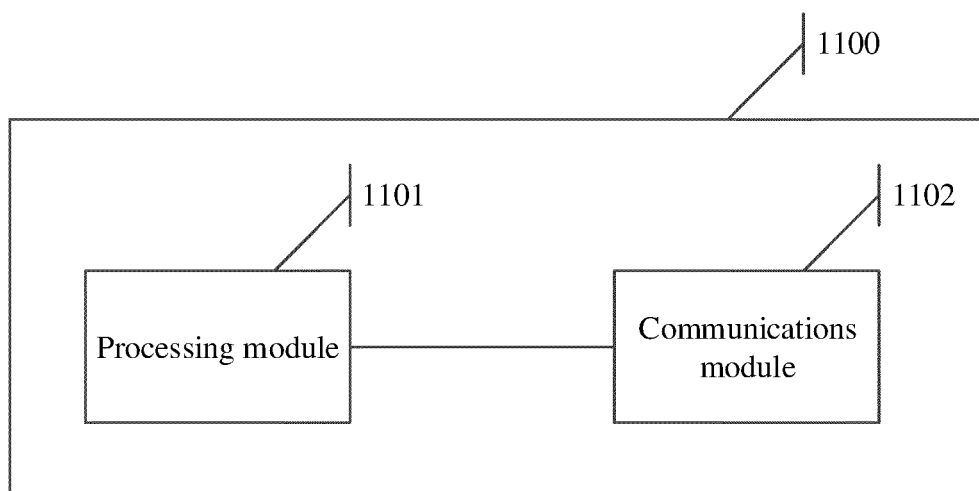 1100
1101
1102
Processing module
Communications
module